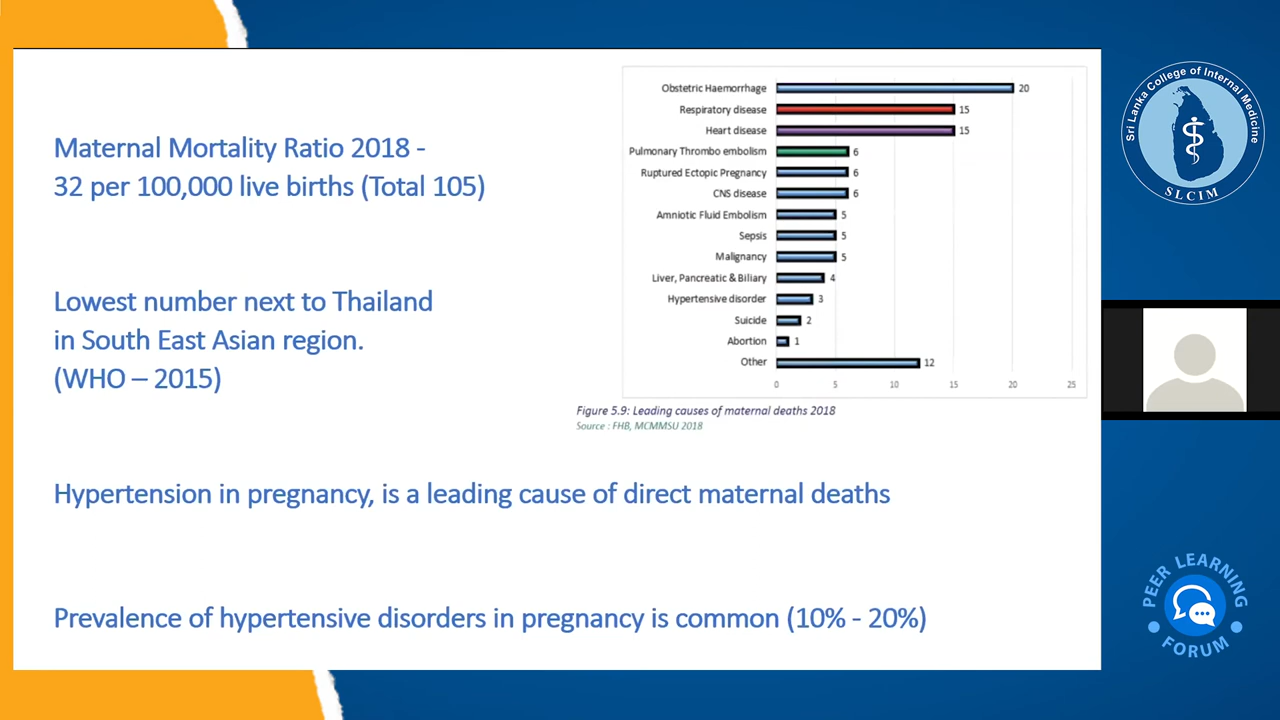 Maternal Mortality Ratio 2018 -
32 per 100,000 live births (Total 105)
Lowest number next to Thailand
in South East Asian region.
(WHO – 2015)
Obstetric Haemorrhage 20
Respiratory disease 15
Heart disease 15
Pulmonary Thrombo embolism 6
Ruptured Ectopic Pregnancy 6
CNS disease 6
Amniotic Fluid Embolism 5
Sepsis 5
Malignancy 5
Liver, Pancreatic & Biliary 4
Hypertensive disorder 3
Suicide 2
Abortion 1
Other 12
0 5 10 15 20 25
Figure 5.9: Leading causes of maternal deaths 2018
Source : FHB, MCMMSU 2018
Hypertension in pregnancy, is a leading cause of direct maternal deaths
Prevalence of hypertensive disorders in pregnancy is common (10% - 20%)
Sri Lanka College of Internal Medicine
SLCIM
PEER LEARNING
FORUM